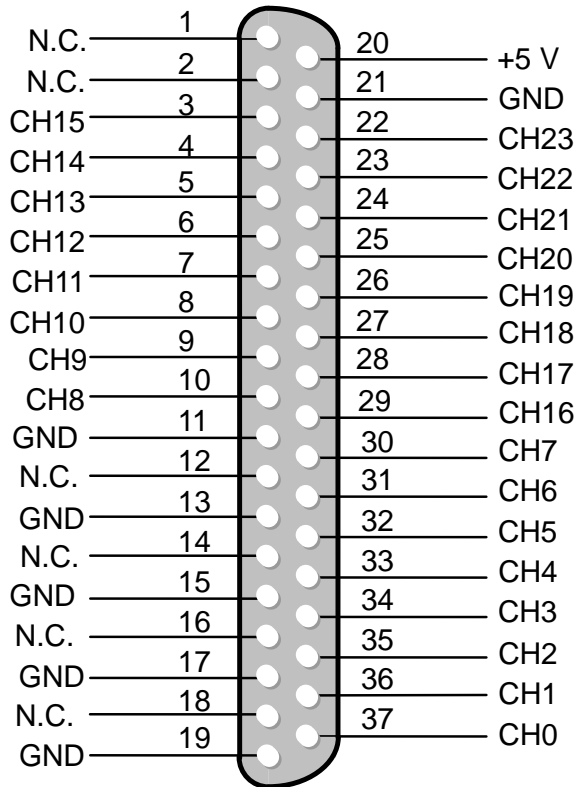 N.C. 1
N.C. 2
CH15 3
CH14 4
CH13 5
CH12 6
CH11 7
CH10 8
CH9 9
CH8 10
GND 11
N.C. 12
GND 13
N.C. 14
GND 15
N.C. 16
GND 17
N.C. 18
GND 19
20 +5 V
21 GND
22 CH23
23 CH22
24 CH21
25 CH20
26 CH19
27 CH18
28 CH17
29 CH16
30 CH7
31 CH6
32 CH5
33 CH4
34 CH3
35 CH2
36 CH1
37 CH0